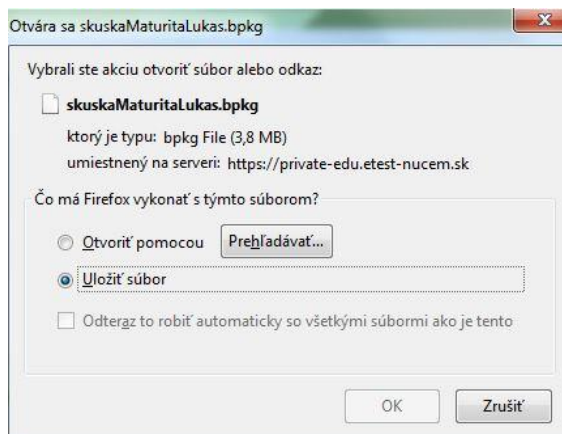 Otvára sa skuskaMaturitaLukas.bpkg
Vybrali ste akciu otvoriť súbor alebo odkaz:
skuskaMaturitaLukas.bpkg
ktorý je typu: bpkg File (3,8 MB)
umiestnený na serveri: https://private-edu.etest-nucem.sk
Čo má Firefox vykonať s týmto súborom?
Otvoriť pomocou Prehľadávať...
Uložiť súbor
Odteraz to robiť automaticky so všetkými súbormi ako je tento
OK Zrušiť